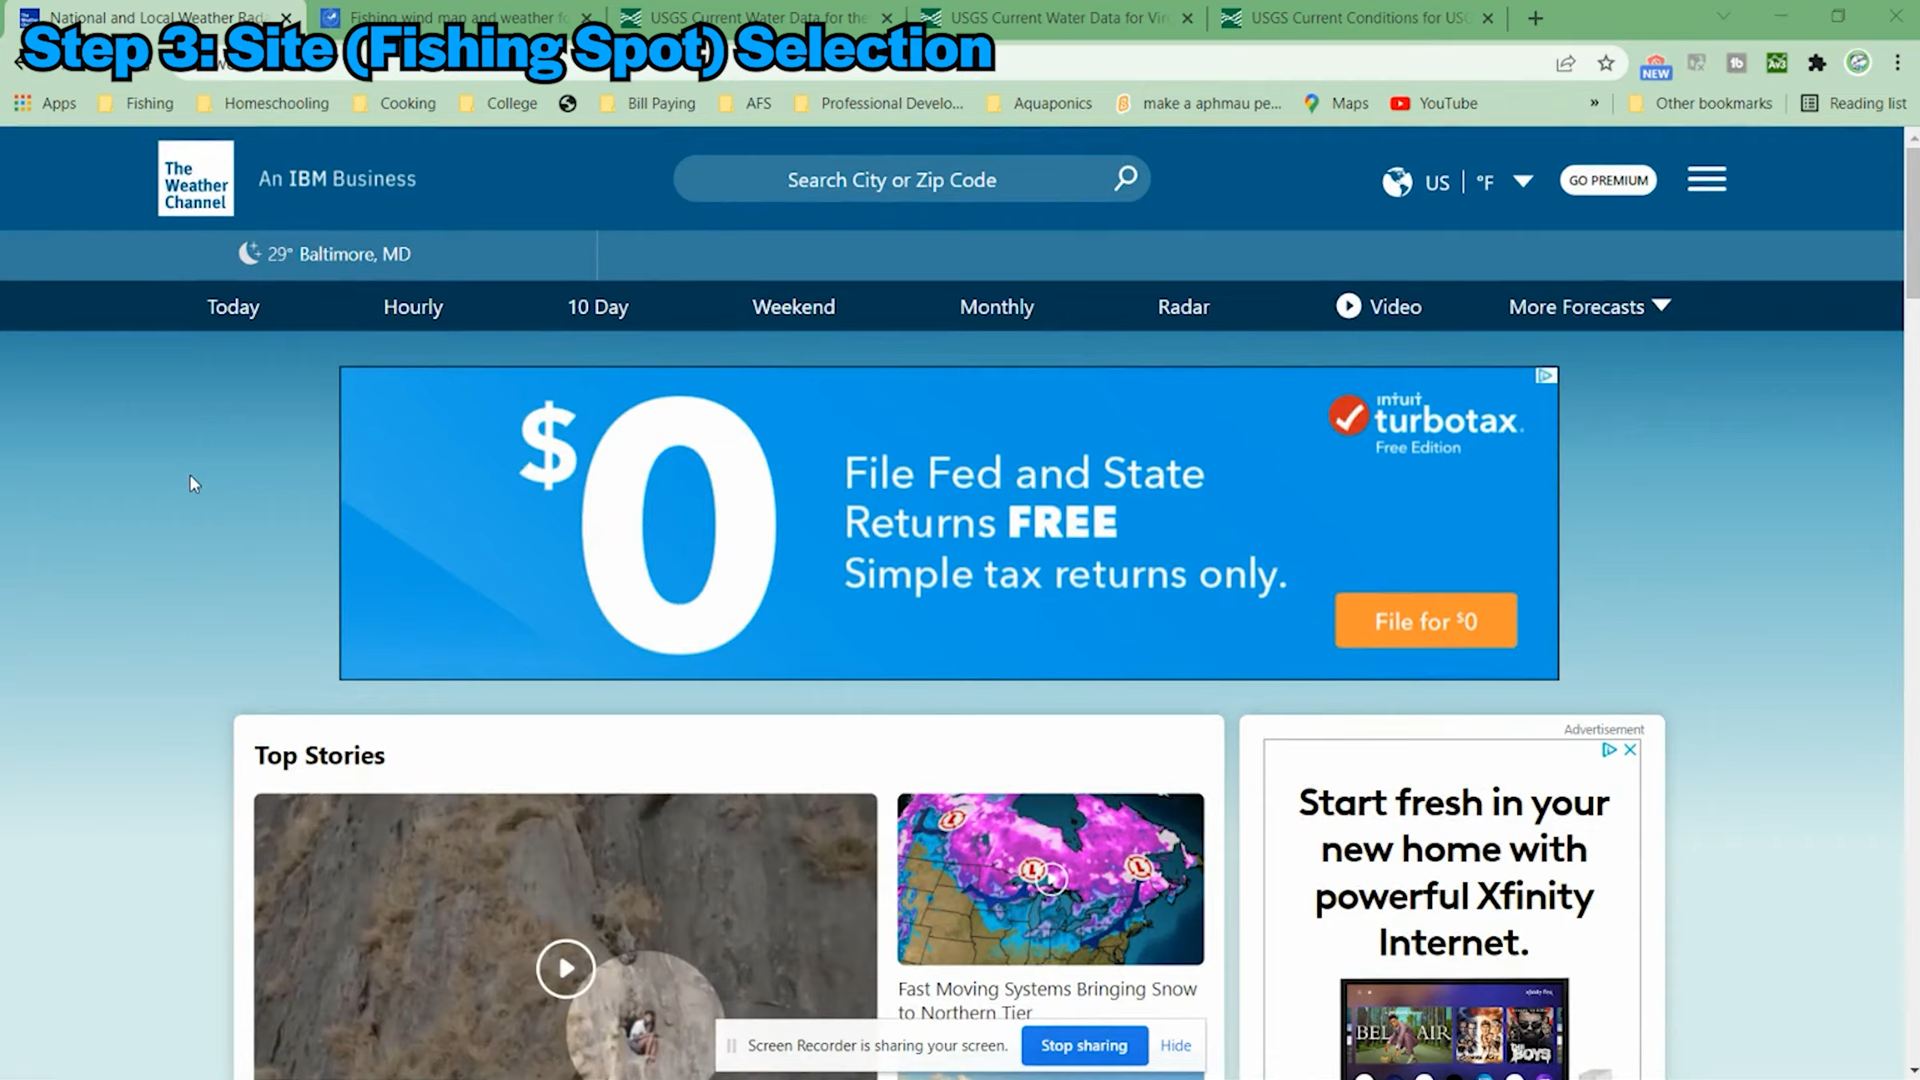 National and Local Weather Rad
Fishing wind map and weather fo
USGS Current Water Data for the
USGS Current Water Data for Vir
USGS Current Conditions for USG
Step 3: Site (Fishing Spot) Selection
NEW
tb
Apps
Fishing
Homeschooling
Cooking
College
Bill Paying
AFS
Professional Develo...
Aquaponics
make a aphmau pe...
Maps
YouTube
»
Other bookmarks
Reading list
The
Weather
Channel
An IBM Business
Search City or Zip Code
US
°F
GO PREMIUM
29° Baltimore, MD
Today
Hourly
10 Day
Weekend
Monthly
Radar
Video
More Forecasts
$0
File Fed and State
Returns FREE
Simple tax returns only.
intuit
turbotax.
Free Edition
File for $0
Top Stories
L
L
L
Fast Moving Systems Bringing Snow
to Northern Tier
Advertisement
Start fresh in your
new home with
powerful Xfinity
Internet.
BEL AIR
THE BOYS
Screen Recorder is sharing your screen.
Stop sharing
Hide